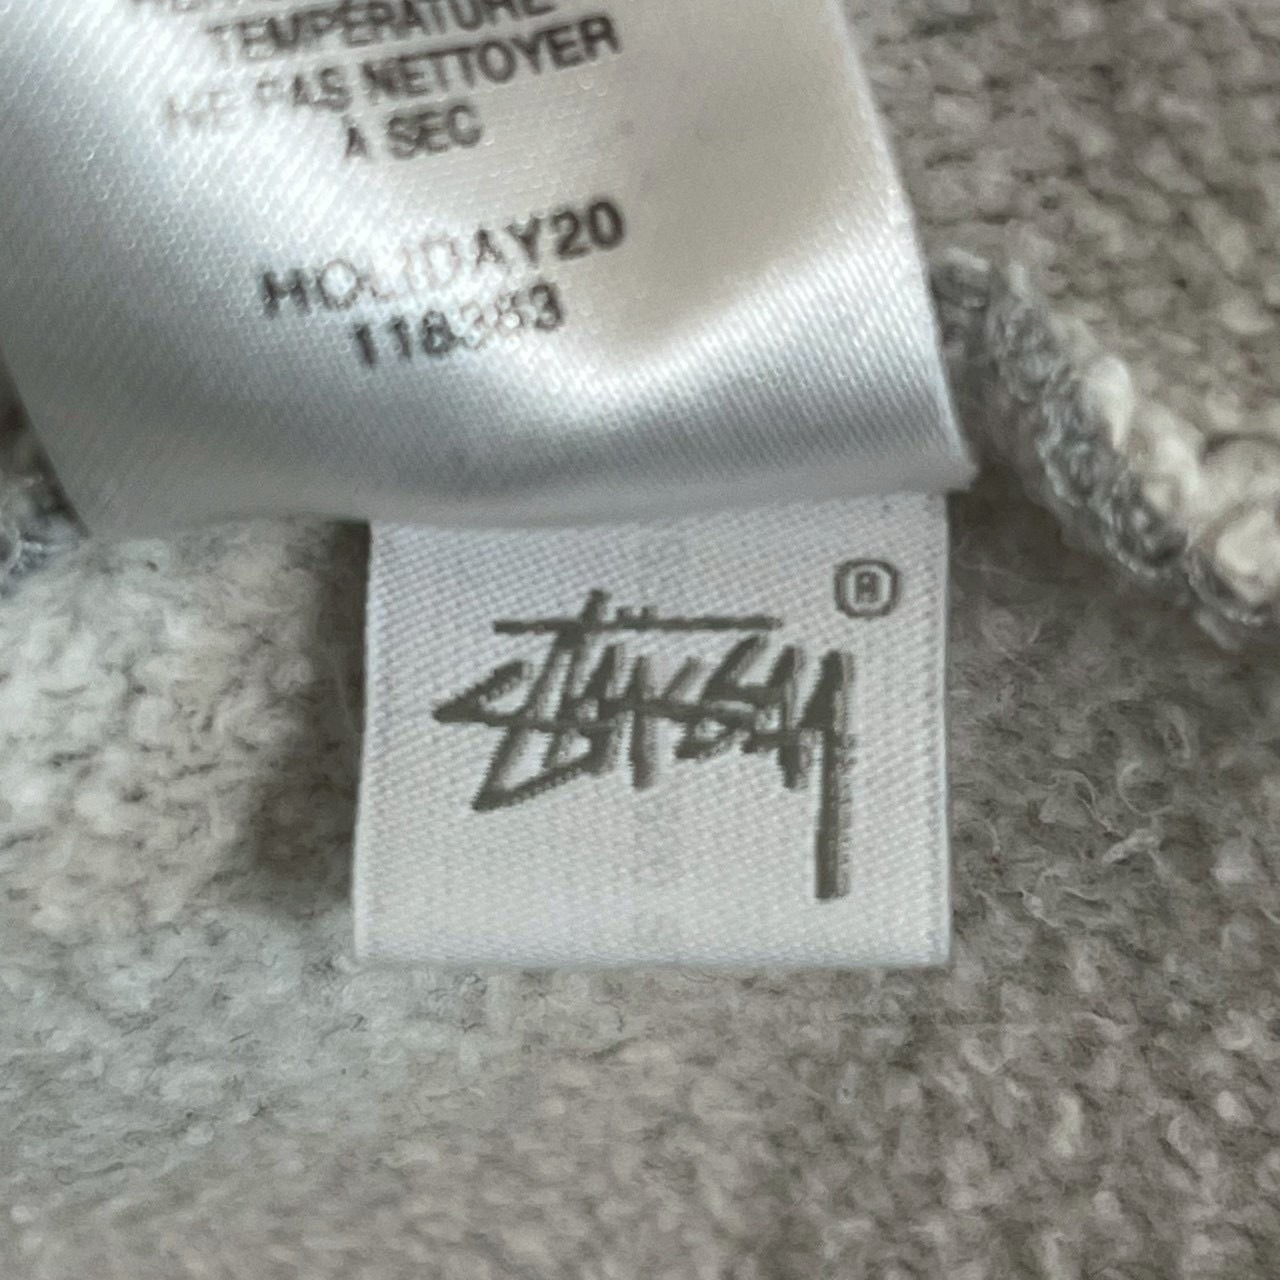 TEMPÉRATURE
NE PAS NETTOYER
A SEC
HOLIDAY20
118383
Stüssy
®